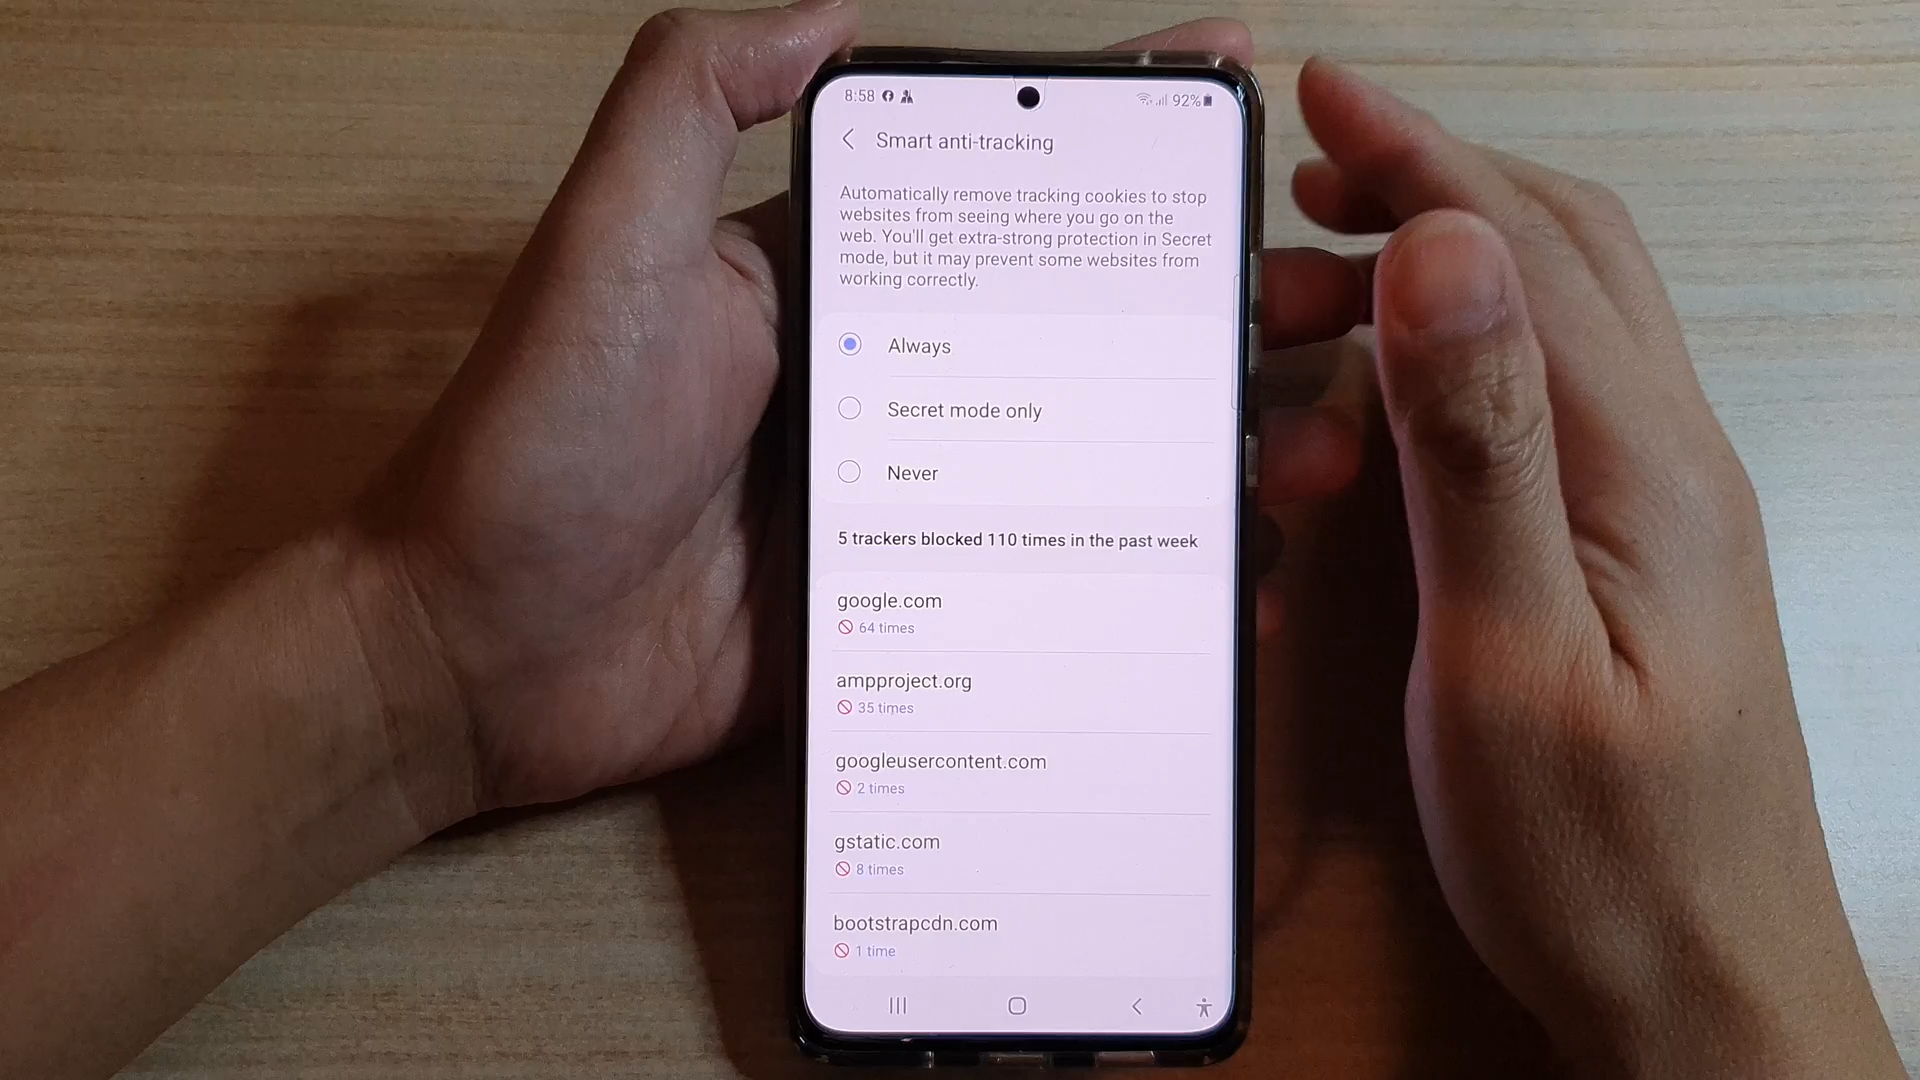 8:58 92%
Smart anti-tracking
Automatically remove tracking cookies to stop
websites from seeing where you go on the
web. You'll get extra-strong protection in Secret
mode, but it may prevent some websites from
working correctly.
Always
Secret mode only
Never
5 trackers blocked 110 times in the past week
google.com
64 times
ampproject.org
35 times
googleusercontent.com
2 times
gstatic.com
8 times
bootstrapcdn.com
1 time